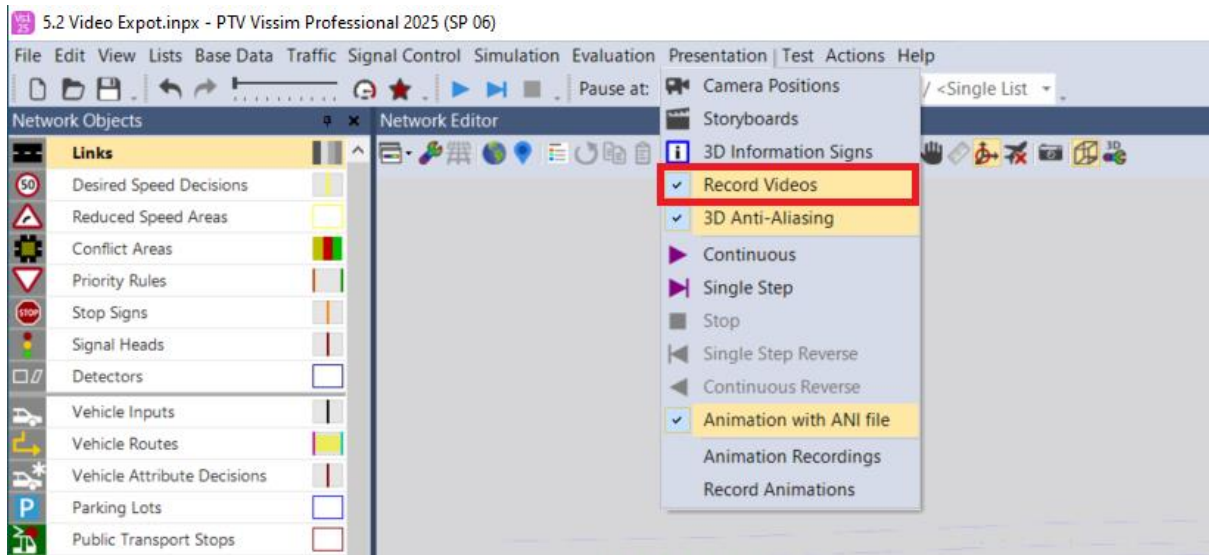 5.2 Video Expot.inpx - PTV Vissim Professional 2025 (SP 06)
File Edit View Lists Base Data Traffic Signal Control Simulation Evaluation Presentation Test Actions Help
Pause at:
/ <Single List
Network Objects
Network Editor
Links
Desired Speed Decisions
Reduced Speed Areas
Conflict Areas
Priority Rules
Stop Signs
Signal Heads
Detectors
Vehicle Inputs
Vehicle Routes
Vehicle Attribute Decisions
Parking Lots
Public Transport Stops
50
STOP
P
Camera Positions
Storyboards
3D Information Signs
Record Videos
3D Anti-Aliasing
Continuous
Single Step
Stop
Single Step Reverse
Continuous Reverse
Animation with ANI file
Animation Recordings
Record Animations
3D